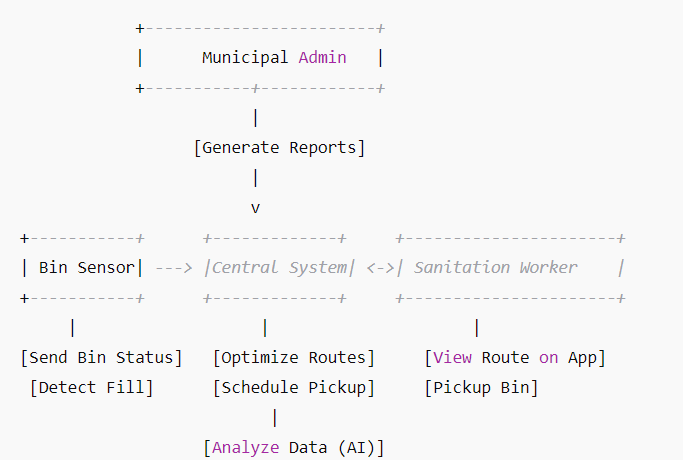 +------------------------+
|      Municipal Admin   |
+-----------+------------+
|
[Generate Reports]
|
v
+-----------+      +-------------+     +---------------------+
| Bin Sensor| ---> |Central System| <->| Sanitation Worker    |
+-----------+      +-------------+     +---------------------+
|                    |                      |
[Send Bin Status]   [Optimize Routes]     [View Route on App]
[Detect Fill]      [Schedule Pickup]     [Pickup Bin]
|
[Analyze Data (AI)]